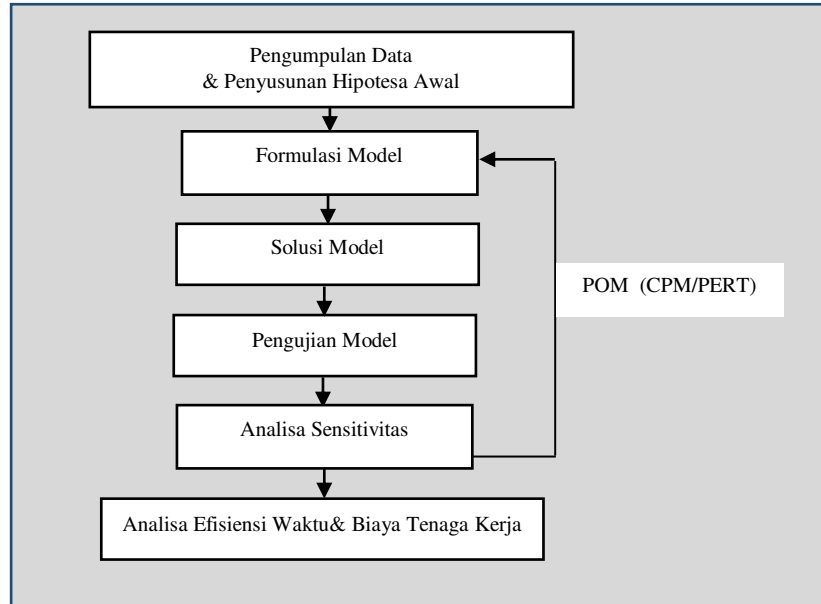 Pengumpulan Data
& Penyusunan Hipotesa Awal
Formulasi Model
Solusi Model
POM (CPM/PERT)
Pengujian Model
Analisa Sensitivitas
Analisa Efisiensi Waktu& Biaya Tenaga Kerja